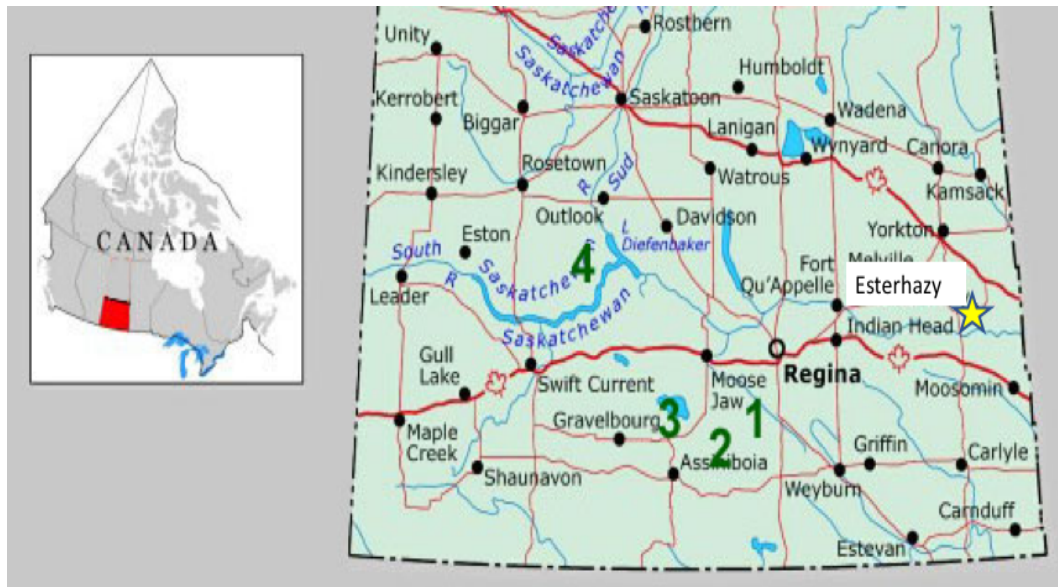 CANADA
Unity
Rostbern
Saskatchewan
Saskatchewan
Humboldt
Kerrobert
Biggar
Saskatoon
Wadena
Lanigan
Wynyard
Canora
Kindersley
Rosetown
Watrous
Kamsack
R Sud
Outlook
Davidson
Yorkton
Eston
L
Diefenbaker
Fort
Qu'Appelle
Melville
South
R
Saskatchewan
4
Leader
Esterhazy
Saskatchewan
Indian Head
Gull
Lake
Swift Current
Moose
Jaw
Regina
Moosomin
Gravelbourg
3
1
2
Maple
Creek
Shaunavon
Assiniboia
Griffin
Carlyle
Weyburn
Carnduff
Estevan